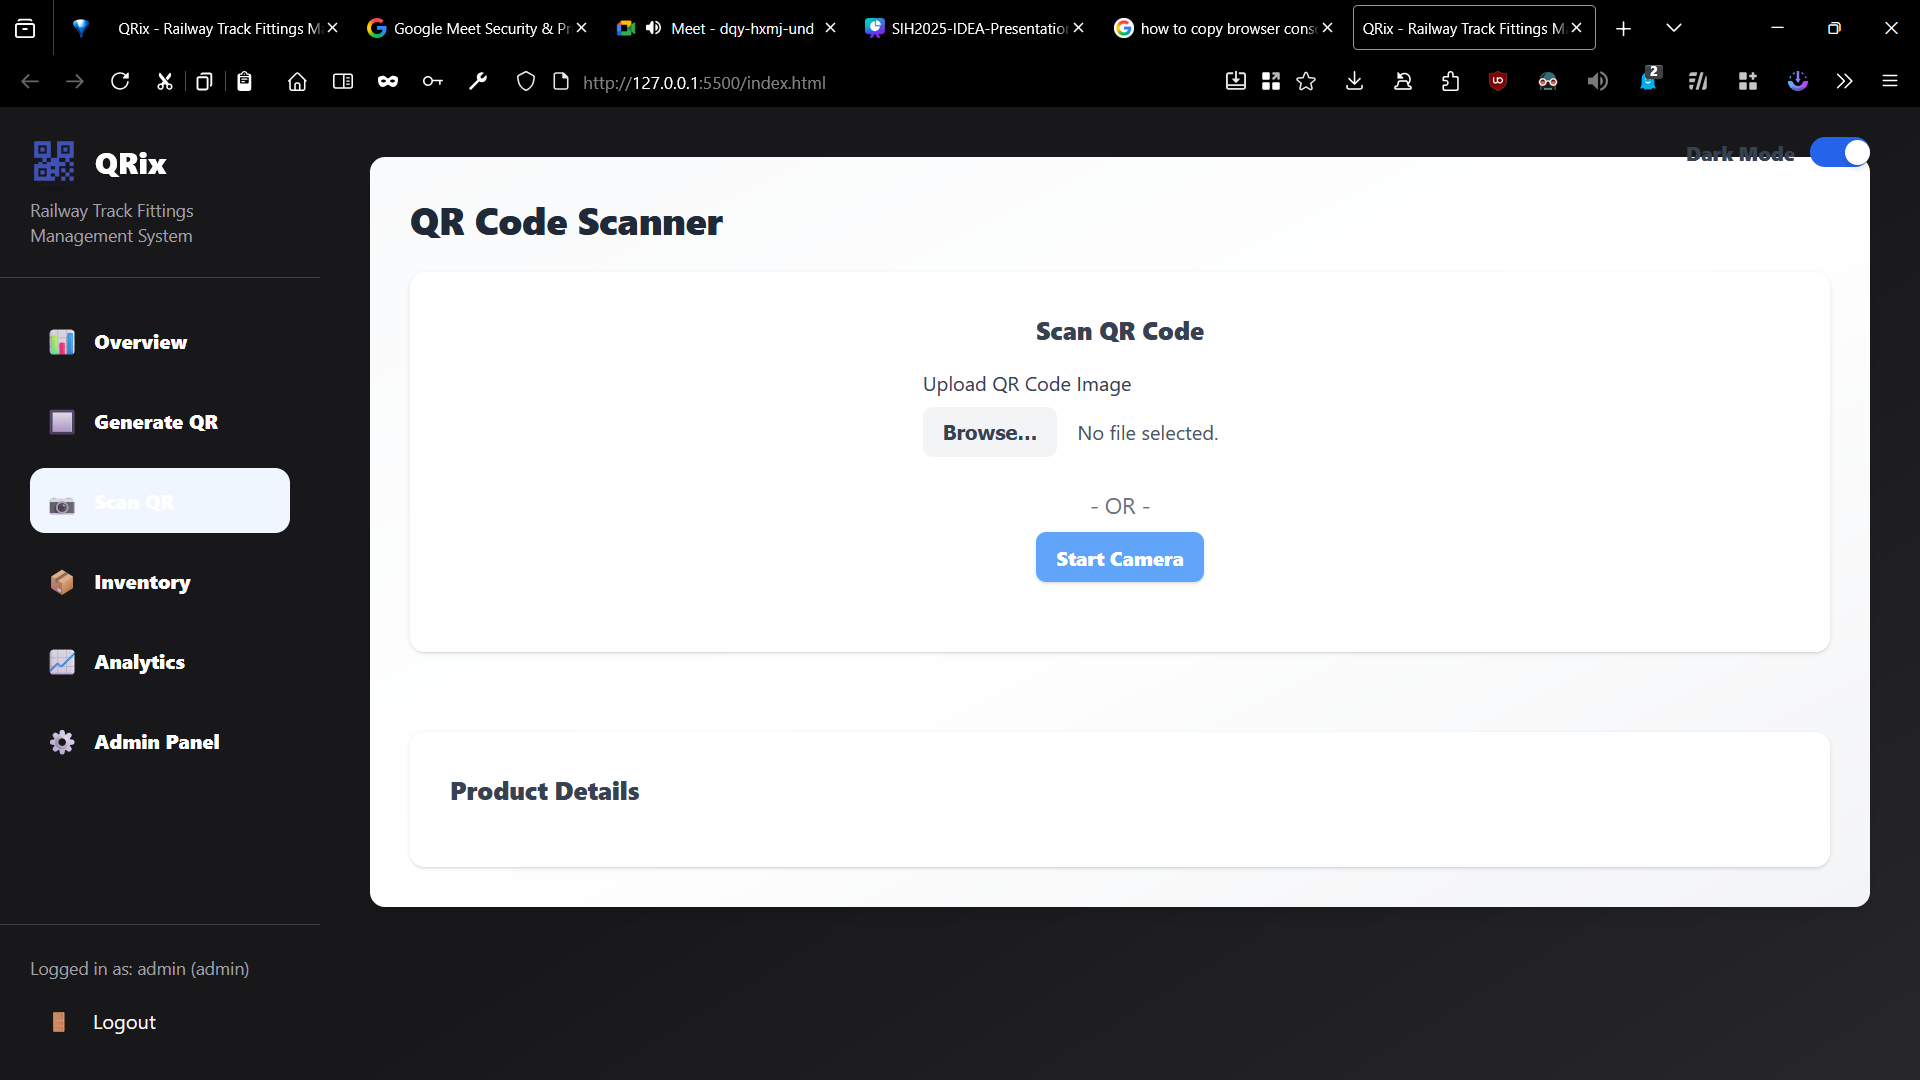 QRix - Railway Track Fittings M
Google Meet Security & Pr
Meet - dqy-hxmj-und
SIH2025-IDEA-Presentation
how to copy browser cons
QRix - Railway Track Fittings M
http://127.0.0.1:5500/index.html
2
QRix
Railway Track Fittings
Management System
Dark Mode
Overview
Generate QR
Scan QR
Inventory
Analytics
Admin Panel
Logged in as: admin (admin)
Logout
QR Code Scanner
Scan QR Code
Upload QR Code Image
Browse... No file selected.
- OR -
Start Camera
Product Details